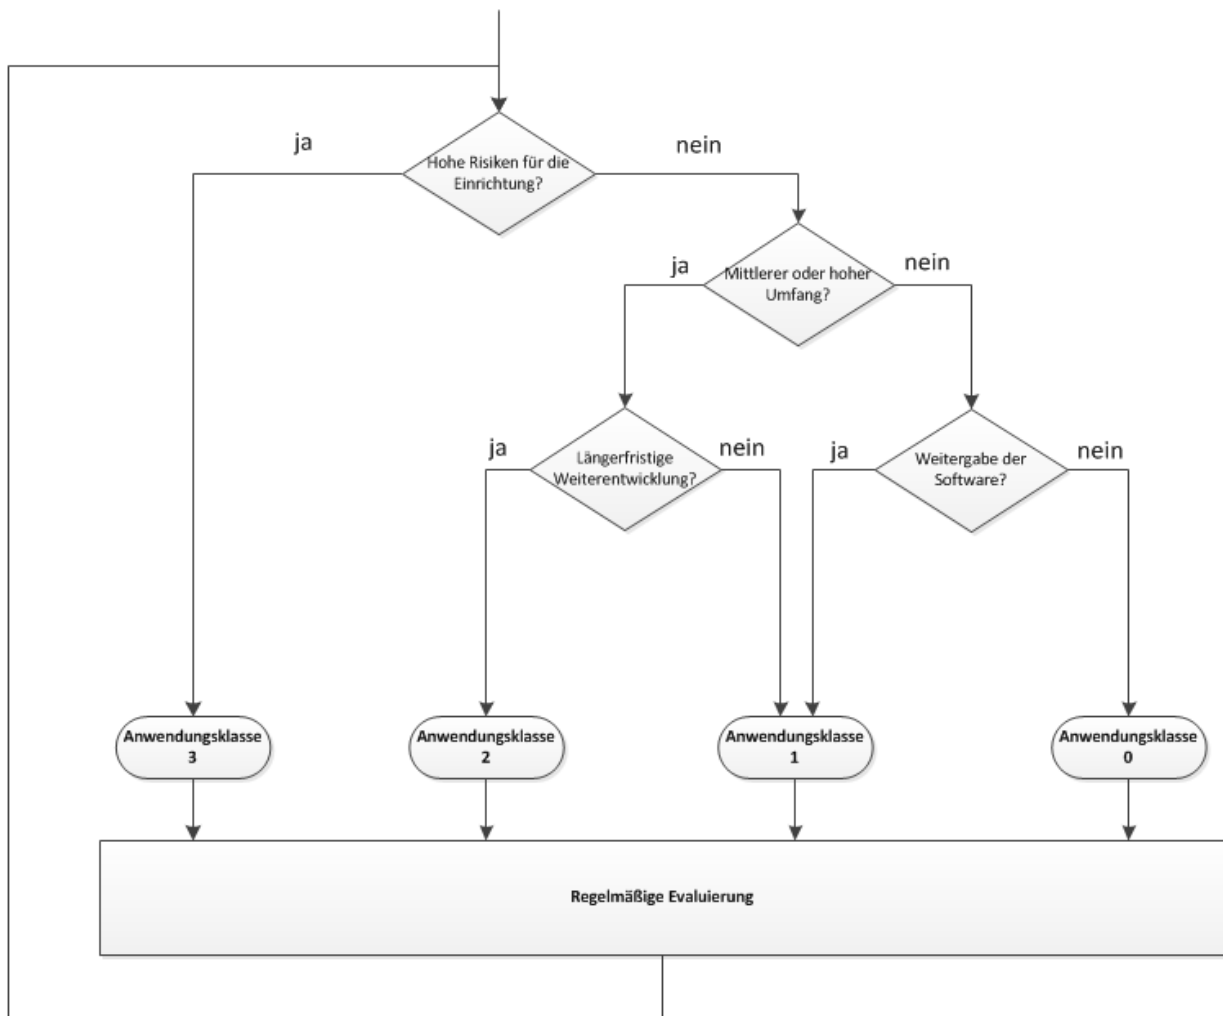 ja
nein
Hohe Risiken für die
Einrichtung?
ja
nein
Mittlerer oder hoher
Umfang?
ja
nein
ja
nein
Längerfristige
Weiterentwicklung?
Weitergabe der
Software?
Anwendungsklasse
3
Anwendungsklasse
2
Anwendungsklasse
1
Anwendungsklasse
0
Regelmäßige Evaluierung